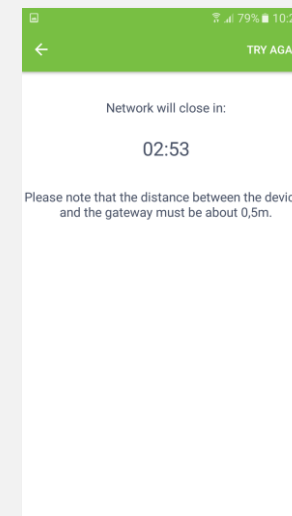 79% 10:2
TRY AGA
Network will close in:
02:53
Please note that the distance between the devic
and the gateway must be about 0,5m.